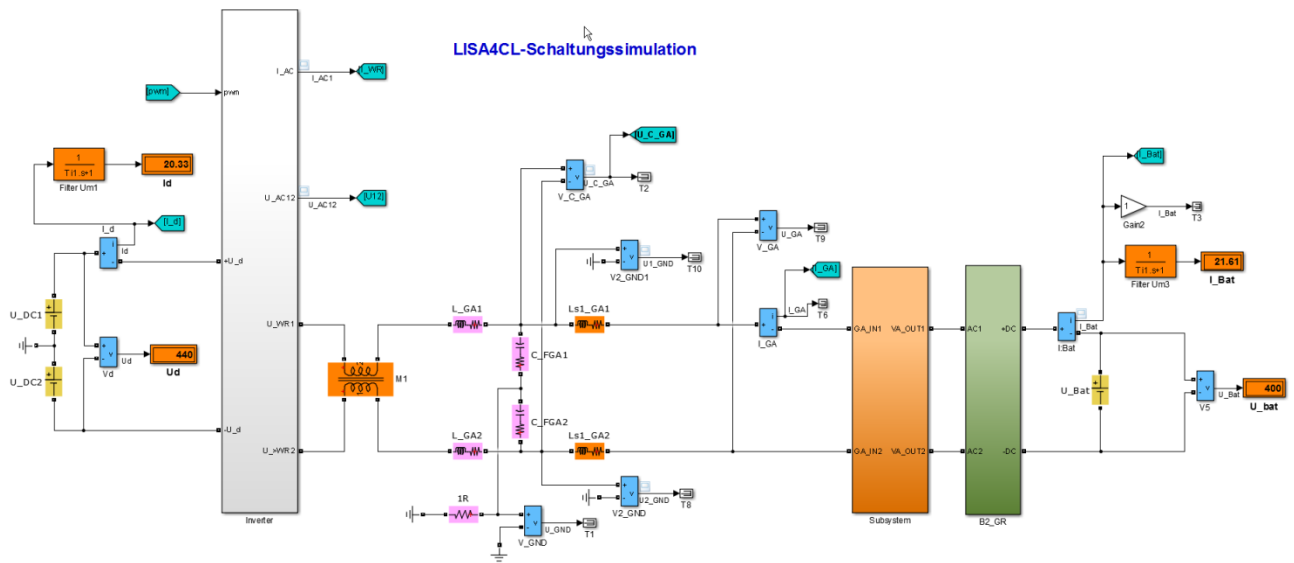 LISA4CL-Schaltungssimulation
I_AC
I_AC1
[I_WR]
[pwm]
pwm
[U_C_GA]
1
Ti1.s+1
Filter Um1
20.33
Id
+
-
v
U_C_GA
V_C_GA
T2
[I_Bat]
1
Gain2
I_Bat
T3
U_AC12
U_AC12
[U12]
[I_d]
I_d
+
i
-
Id
+U_d
+
-
v
U_GA
V_GA
T9
+
-
v
U1_GND
V2_GND1
T10
[I_GA]
1
Ti1.s+1
Filter Um3
21.61
I_Bat
U_DC1
L_GA1
Ls1_GA1
I_GA
T6
+
i
-
I_GA
U_WR1
GA_IN1
VA_OUT1
AC1
+DC
+
i
-
I_Bat
I:Bat
+
-
v
Ud
Vd
440
Ud
C_FGA1
M1
U_DC2
U_Bat
+
-
v
U_Bat
V5
400
U_bat
C_FGA2
-U_d
L_GA2
Ls1_GA2
U_>WR2
GA_IN2
VA_OUT2
AC2
-DC
+
-
v
U2_GND
V2_GND
T8
1R
+
-
v
U_GND
V_GND
T1
Inverter
Subsystem
B2_GR